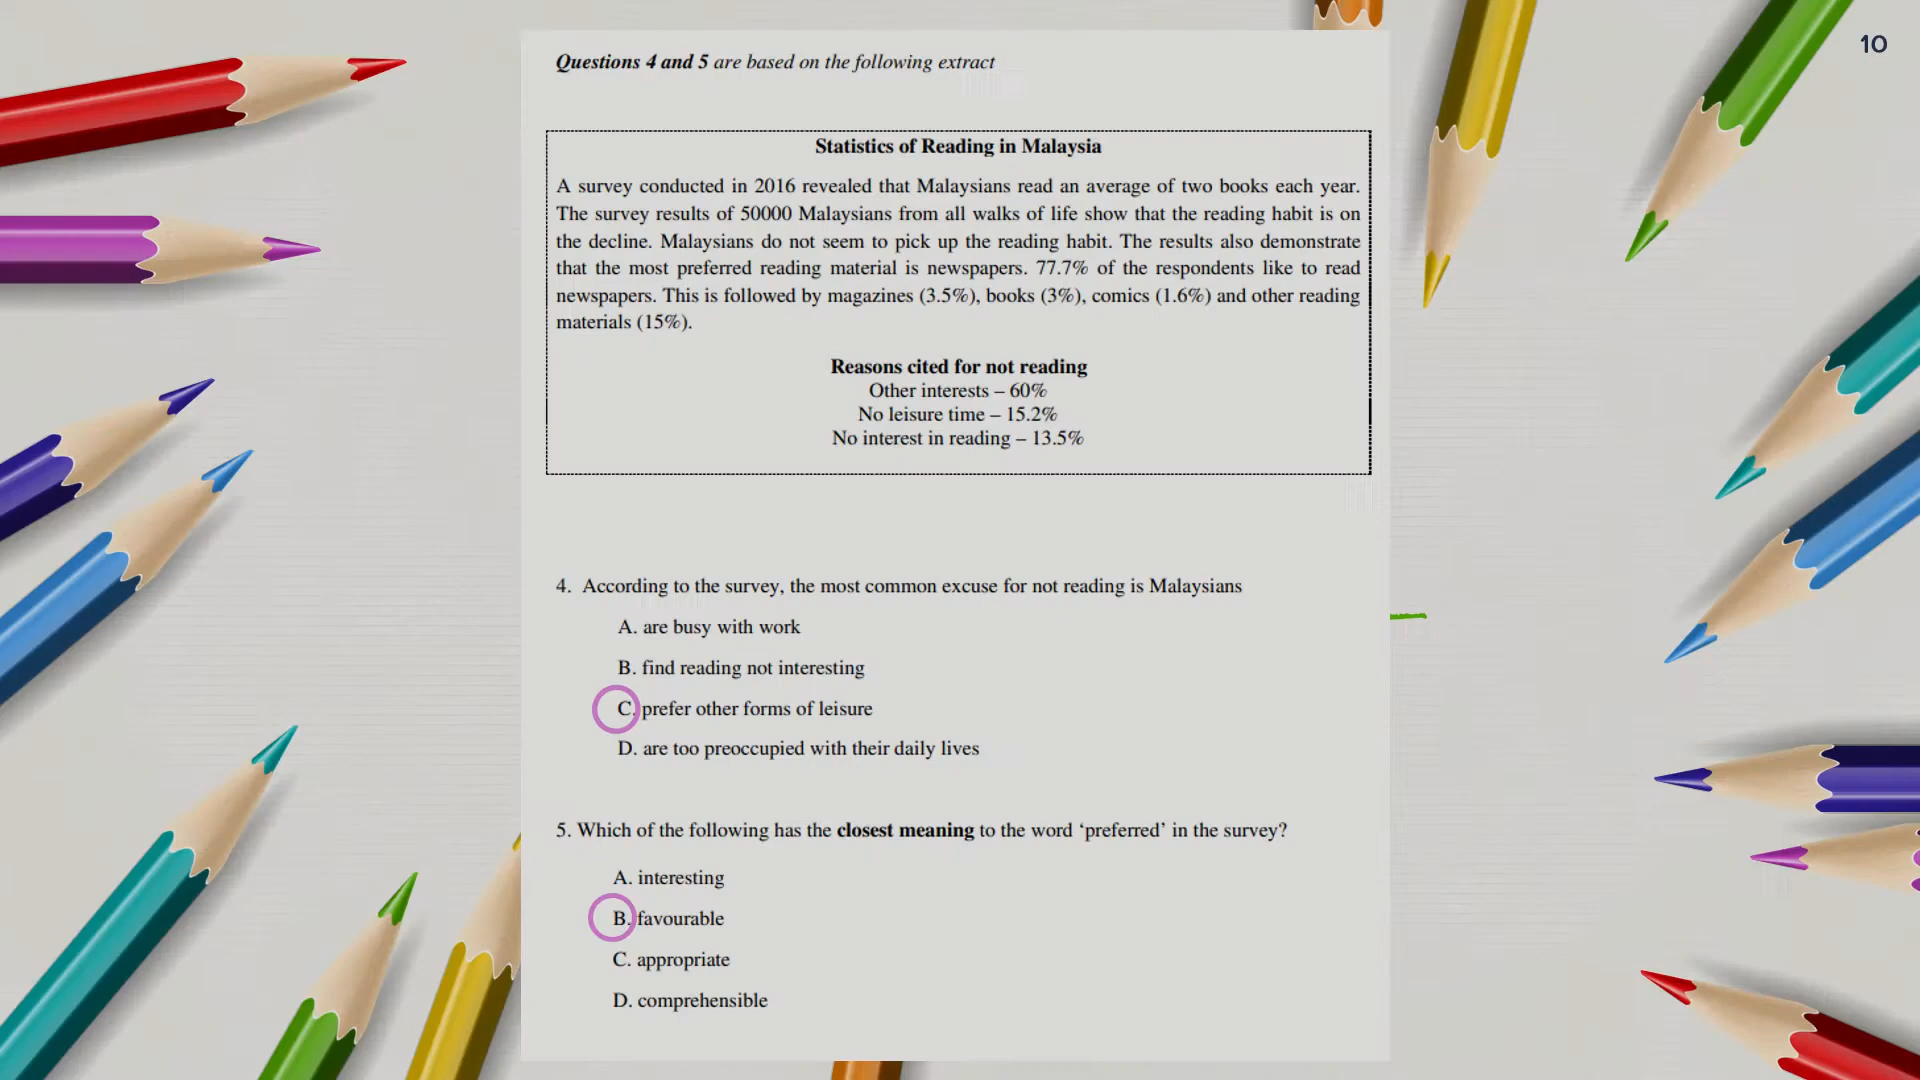 10
Questions 4 and 5 are based on the following extract
Statistics of Reading in Malaysia
A survey conducted in 2016 revealed that Malaysians read an average of two books each year.
The survey results of 50000 Malaysians from all walks of life show that the reading habit is on
the decline. Malaysians do not seem to pick up the reading habit. The results also demonstrate
that the most preferred reading material is newspapers. 77.7% of the respondents like to read
newspapers. This is followed by magazines (3.5%), books (3%), comics (1.6%) and other reading
materials (15%).
Reasons cited for not reading
Other interests – 60%
No leisure time – 15.2%
No interest in reading – 13.5%
4. According to the survey, the most common excuse for not reading is Malaysians
A. are busy with work
B. find reading not interesting
C. prefer other forms of leisure
D. are too preoccupied with their daily lives
5. Which of the following has the closest meaning to the word ‘preferred’ in the survey?
A. interesting
B. favourable
C. appropriate
D. comprehensible